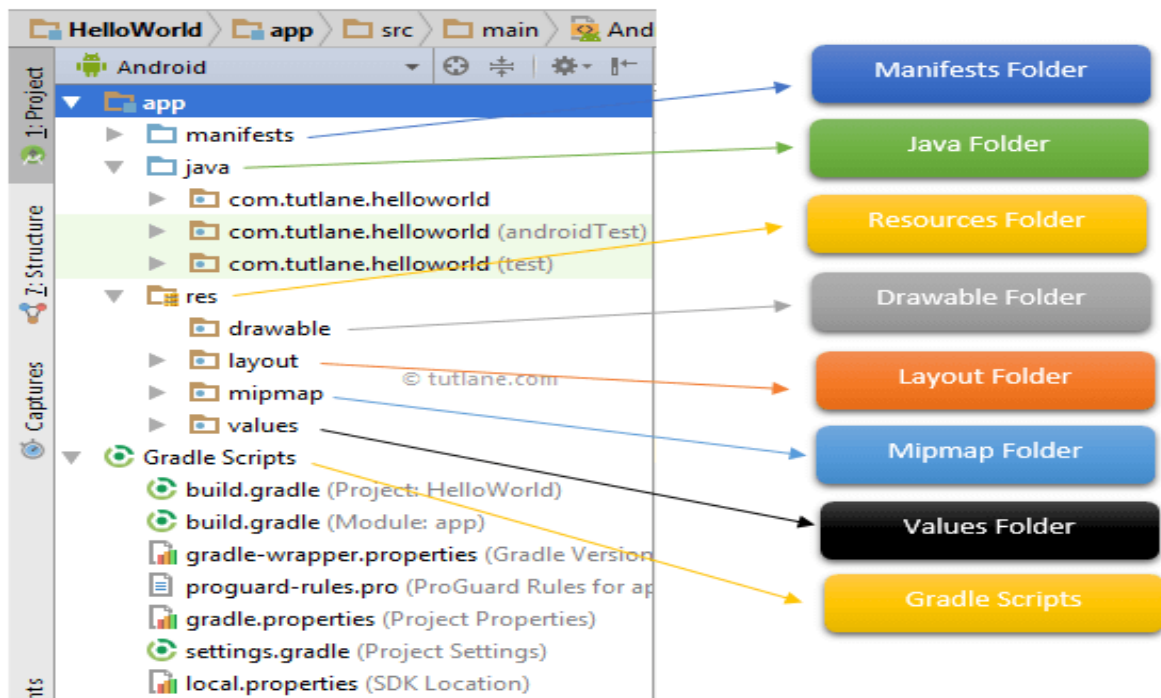 HelloWorld app src main And
Android
1: Project
7: Structure
Captures
nts
app
manifests
java
com.tutlane.helloworld
com.tutlane.helloworld (androidTest)
com.tutlane.helloworld (test)
res
drawable
layout
mipmap
values
© tutlane.com
Gradle Scripts
build.gradle (Project: HelloWorld)
build.gradle (Module: app)
gradle-wrapper.properties (Gradle Version
proguard-rules.pro (ProGuard Rules for ap
gradle.properties (Project Properties)
settings.gradle (Project Settings)
local.properties (SDK Location)
Manifests Folder
Java Folder
Resources Folder
Drawable Folder
Layout Folder
Mipmap Folder
Values Folder
Gradle Scripts